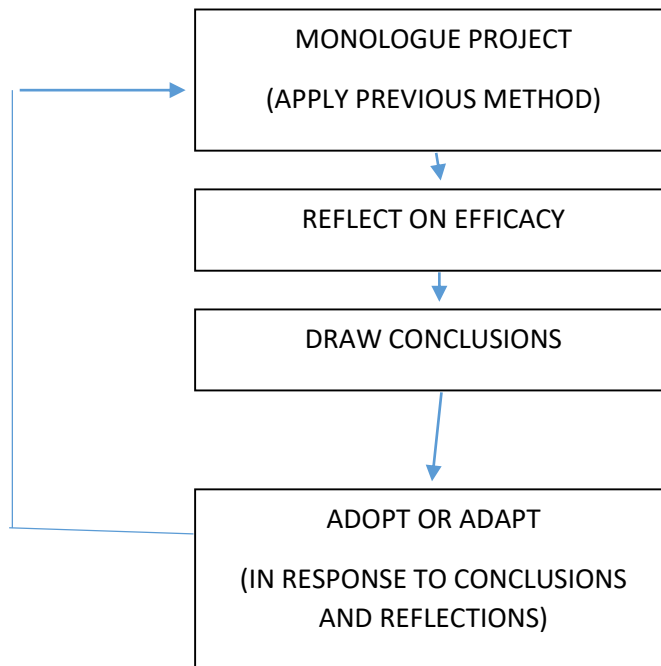 MONOLOGUE PROJECT
(APPLY PREVIOUS METHOD)
REFLECT ON EFFICACY
DRAW CONCLUSIONS
ADOPT OR ADAPT
(IN RESPONSE TO CONCLUSIONS
AND REFLECTIONS)